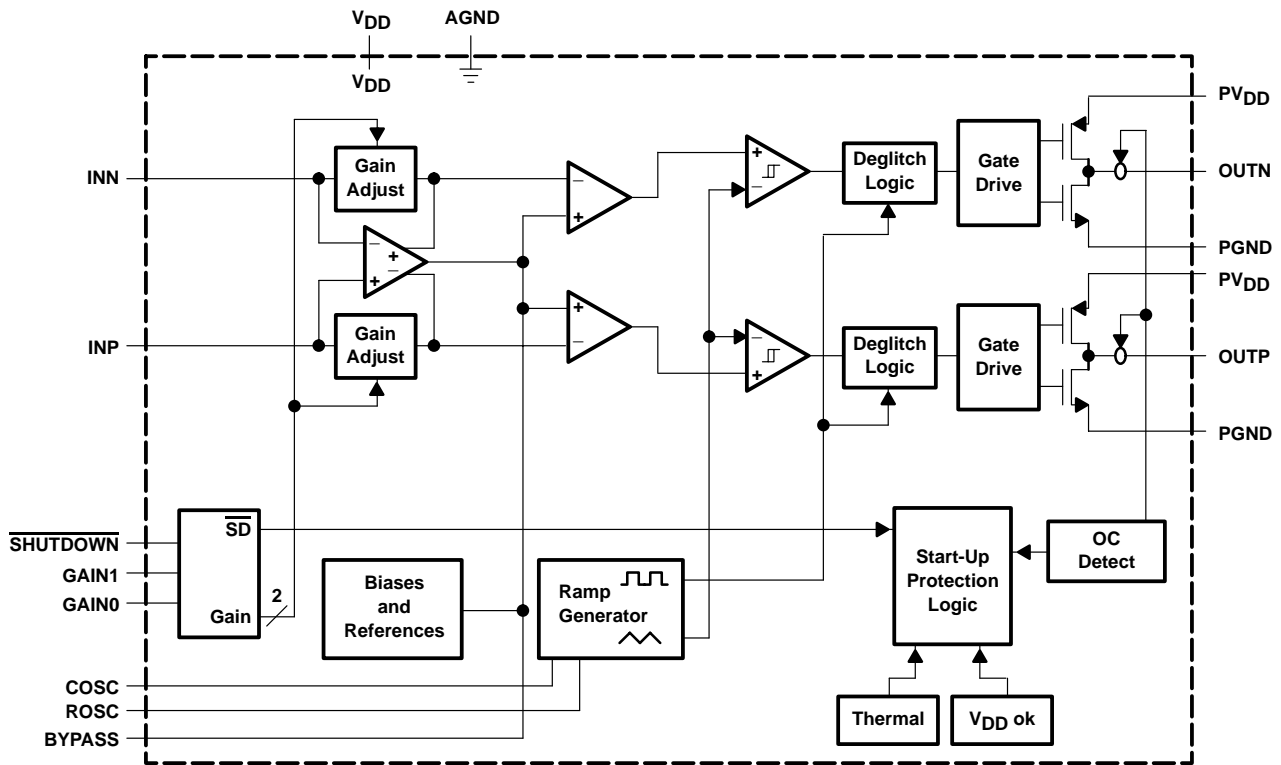 VDD AGND
VDD
PVDD
INN
Gain
Adjust
−
+
+
−
Deglitch
Logic
Gate
Drive
OUTN
−
+
−
+
PGND
PVDD
INP
Gain
Adjust
+
−
−
+
Deglitch
Logic
Gate
Drive
OUTP
PGND
SHUTDOWN
GAIN1
GAIN0
SD
Gain
2
Biases
and
References
Ramp
Generator
Start-Up
Protection
Logic
OC
Detect
COSC
ROSC
BYPASS
Thermal
VDD ok